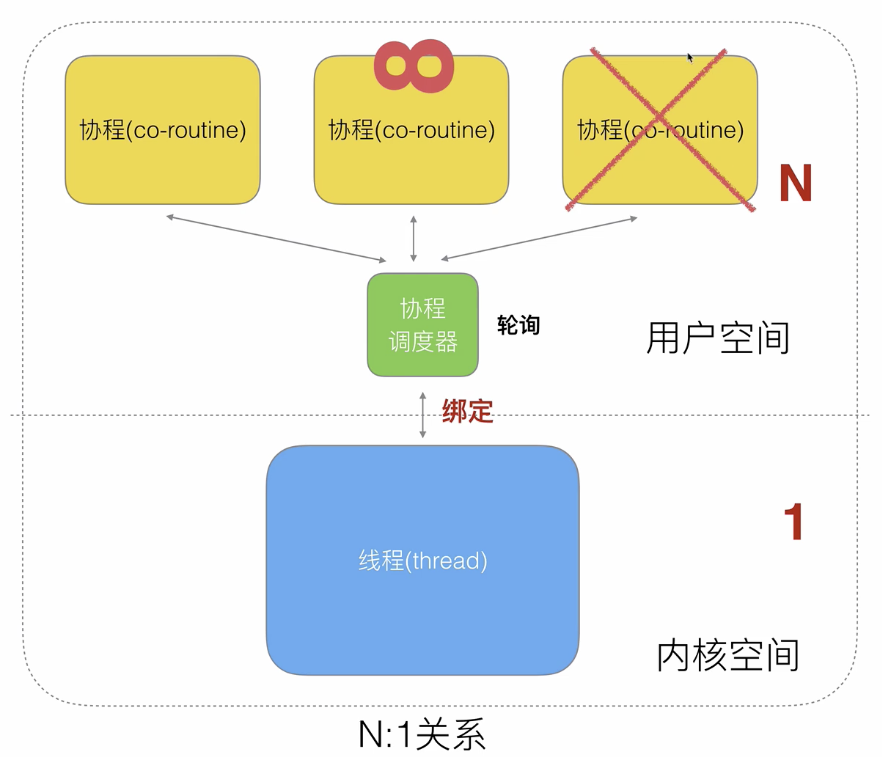 协程(co-routine)
协程(co-routine)
协程(co-routine)
N
协程
调度器
轮询
用户空间
绑定
1
线程(thread)
内核空间
N:1关系